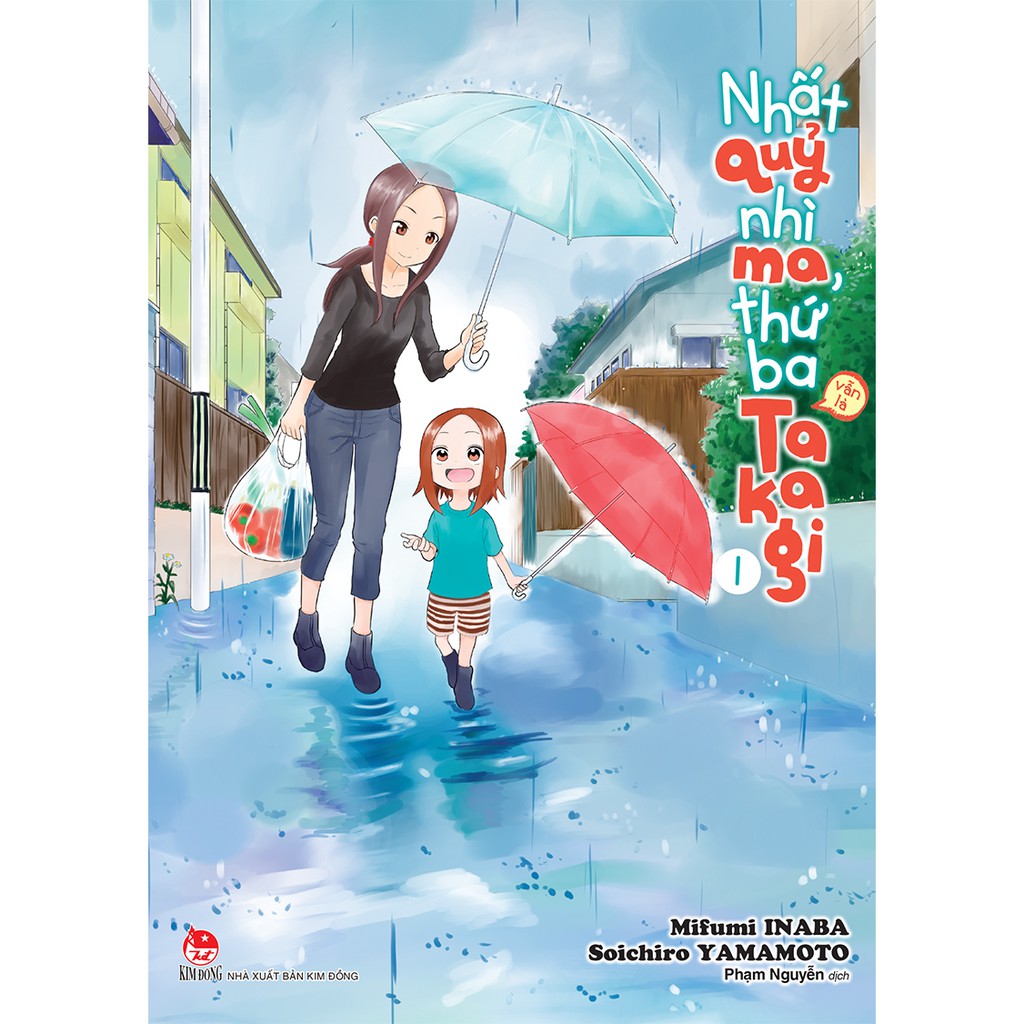 Nhất
quỷ
nhì
ma,
thứ
ba
vẫn
là
Ta
ka
gi
1
Mifumi INABA
Soichiro YAMAMOTO
Phạm Nguyễn dịch
KIM ĐỒNG NHÀ XUẤT BẢN KIM ĐỒNG